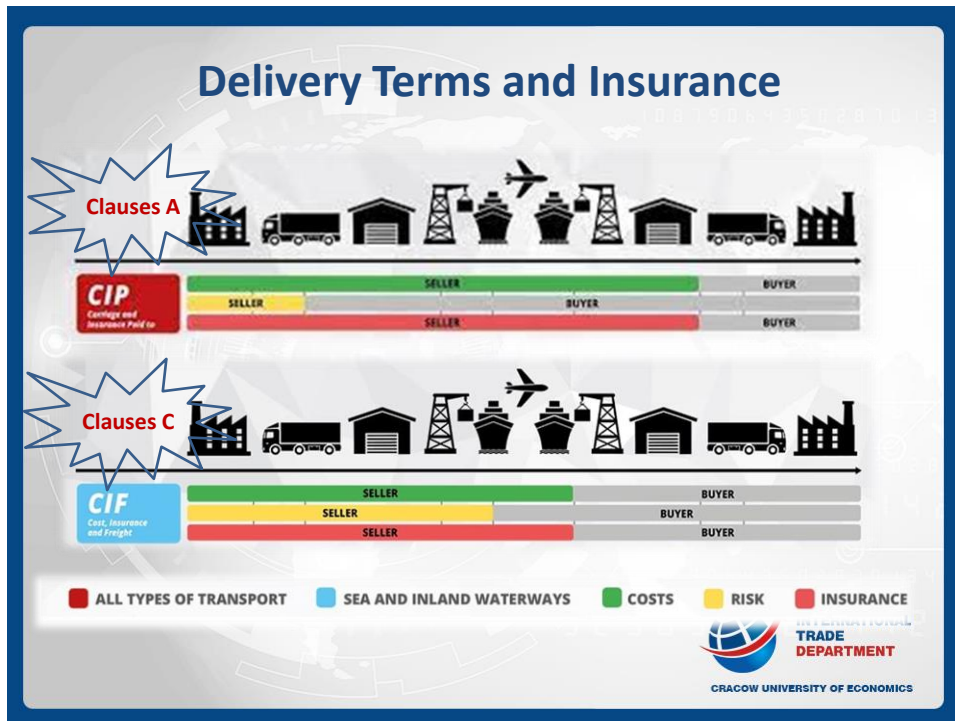 Delivery Terms and Insurance
Clauses A
CIP
Carriage and
Insurance Paid to
SELLER BUYER
SELLER BUYER
SELLER BUYER
Clauses C
CIF
Cost, Insurance
and Freight
SELLER BUYER
SELLER BUYER
SELLER BUYER
ALL TYPES OF TRANSPORT SEA AND INLAND WATERWAYS COSTS RISK INSURANCE
INTERNATIONAL
TRADE
DEPARTMENT
CRACOW UNIVERSITY OF ECONOMICS